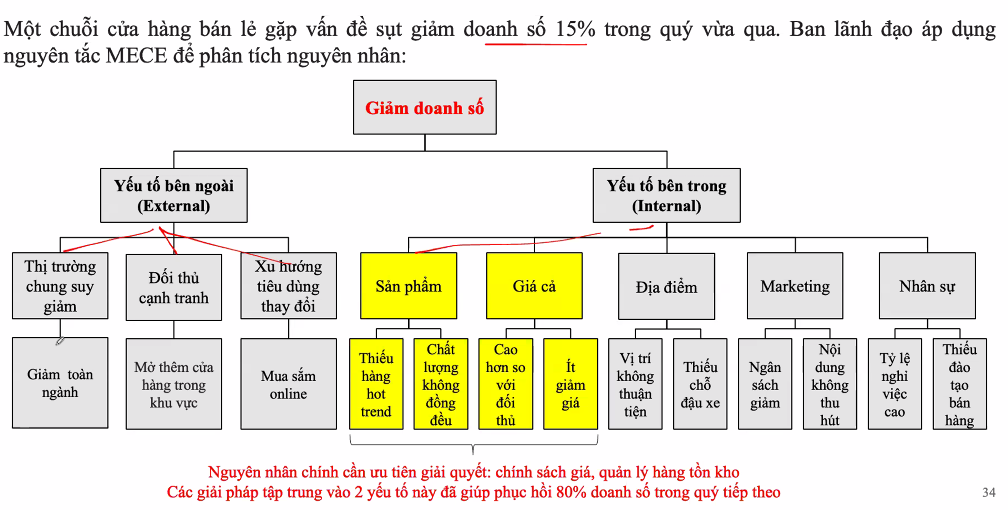 Một chuỗi cửa hàng bán lẻ gặp vấn đề sụt giảm doanh số 15% trong quý vừa qua. Ban lãnh đạo áp dụng
nguyên tắc MECE để phân tích nguyên nhân:
Giảm doanh số
Yếu tố bên ngoài
(External)
Yếu tố bên trong
(Internal)
Thị trường
chung suy
giảm
Đối thủ
cạnh tranh
Xu hướng
tiêu dùng
thay đổi
Sản phẩm
Giá cả
Địa điểm
Marketing
Nhân sự
Giảm toàn
ngành
Mở thêm cửa
hàng trong
khu vực
Mua sắm
online
Thiếu
hàng
hot
trend
Chất
lượng
không
đồng
đều
Cao
hơn so
với
đối
thủ
Ít
giảm
giá
Vị trí
không
thuận
tiện
Thiếu
chỗ
đậu xe
Ngân
sách
giảm
Nội
dung
không
thu
hút
Tỷ lệ
nghỉ
việc
cao
Thiếu
đào
tạo
bán
hàng
Nguyên nhân chính cần ưu tiên giải quyết: chính sách giá, quản lý hàng tồn kho
Các giải pháp tập trung vào 2 yếu tố này đã giúp phục hồi 80% doanh số trong quý tiếp theo
34